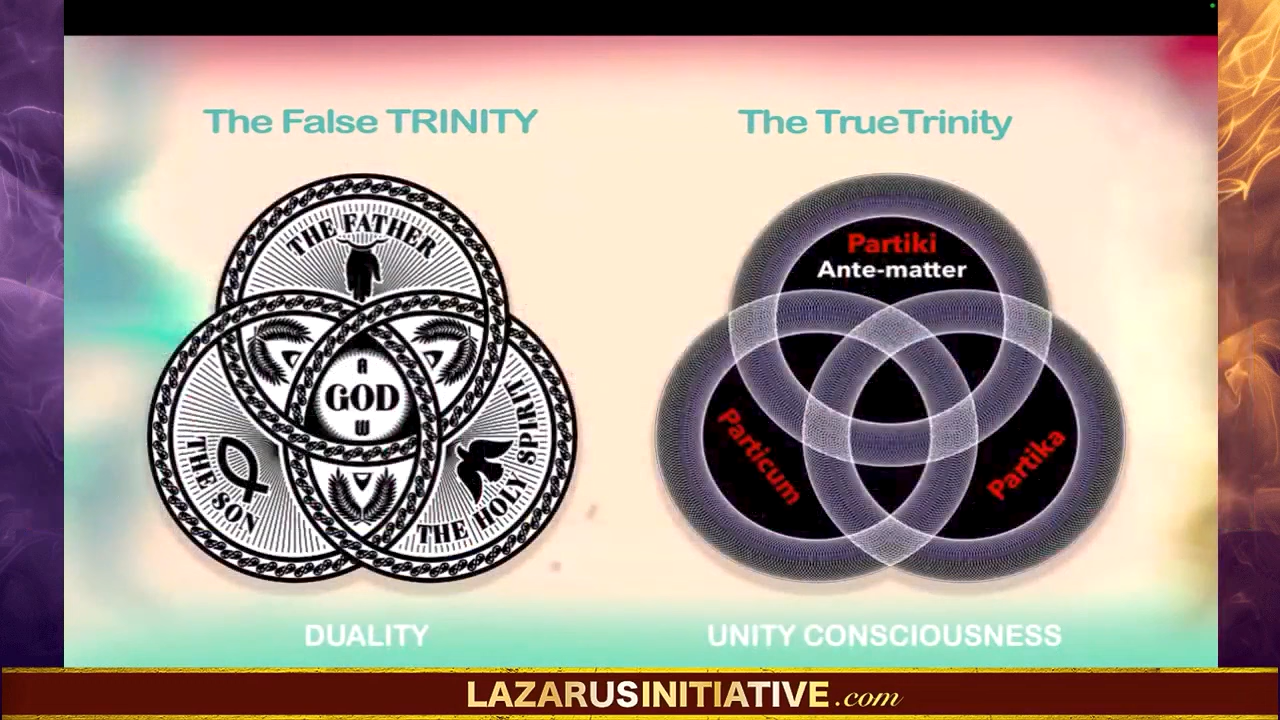 The False TRINITY
The TrueTrinity
THE FATHER
A
GOD
W
THE SON
THE HOLY SPIRIT
Partiki
Ante-matter
Particum
Partika
DUALITY
UNITY CONSCIOUSNESS
LAZARUSINITIATIVE.com